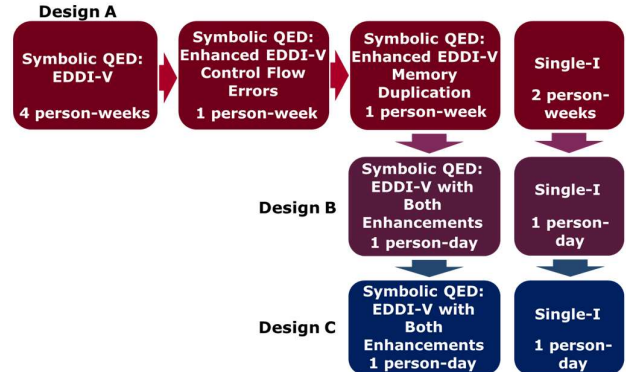 Design A
Symbolic QED:
EDDI-V
4 person-weeks
Symbolic QED:
Enhanced EDDI-V
Control Flow
Errors
1 person-week
Symbolic QED:
Enhanced EDDI-V
Memory
Duplication
1 person-week
Single-I
2 person-
weeks
Design B
Symbolic QED:
EDDI-V with
Both
Enhancements
1 person-day
Single-I
1 person-
day
Design C
Symbolic QED:
EDDI-V with
Both
Enhancements
1 person-day
Single-I
1 person-
day